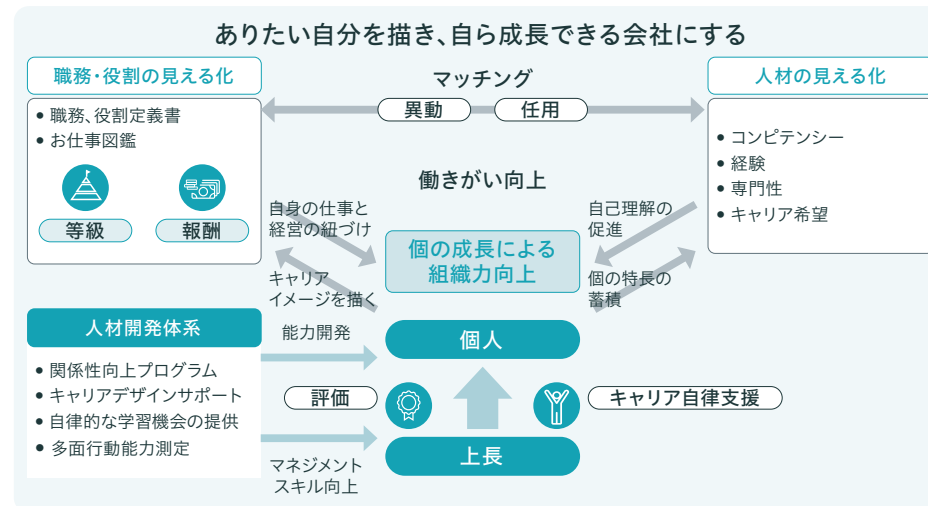 ありたい自分を描き、自ら成長できる会社にする
職務・役割の見える化
• 職務、役割定義書
• お仕事図鑑
等級
報酬
マッチング
異動
任用
人材の見える化
• コンピテンシー
• 経験
• 専門性
• キャリア希望
働きがい向上
自身の仕事と
経営の紐づけ
自己理解の
促進
個の成長による
組織力向上
キャリア
イメージを描く
個の特長の
蓄積
人材開発体系
• 関係性向上プログラム
• キャリアデザインサポート
• 自律的な学習機会の提供
• 多面行動能力測定
能力開発
個人
評価
キャリア自律支援
上長
マネジメント
スキル向上